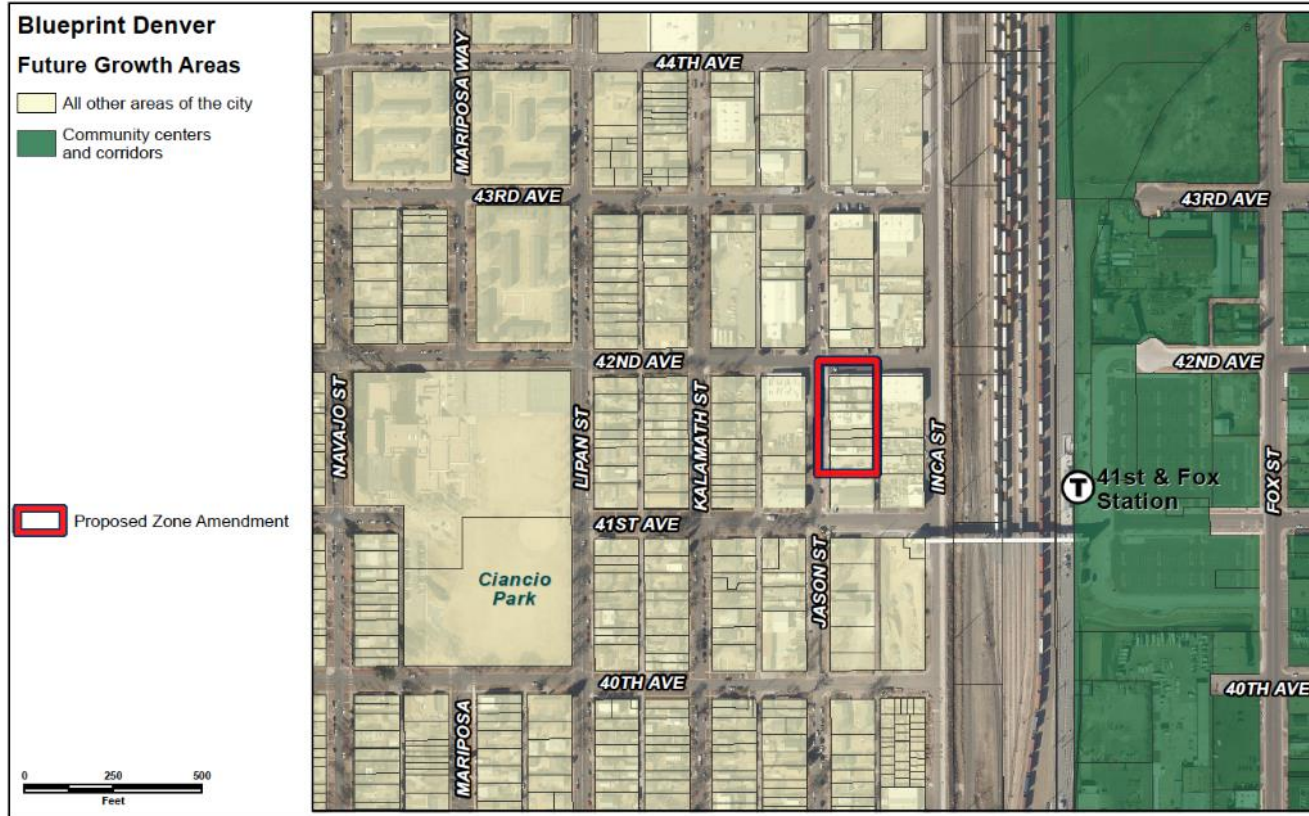 Blueprint Denver
Future Growth Areas
All other areas of the city
Community centers
and corridors
Proposed Zone Amendment
0 250 500
Feet
MARIPOSA WAY
44TH AVE
43RD AVE
43RD AVE
42ND AVE
42ND AVE
NAVAJO ST
LIPAN ST
KALAMATH ST
INCA ST
FOX ST
41st & Fox
Station
T
41ST AVE
JASON ST
Ciancio
Park
40TH AVE
40TH AVE
MARIPOSA